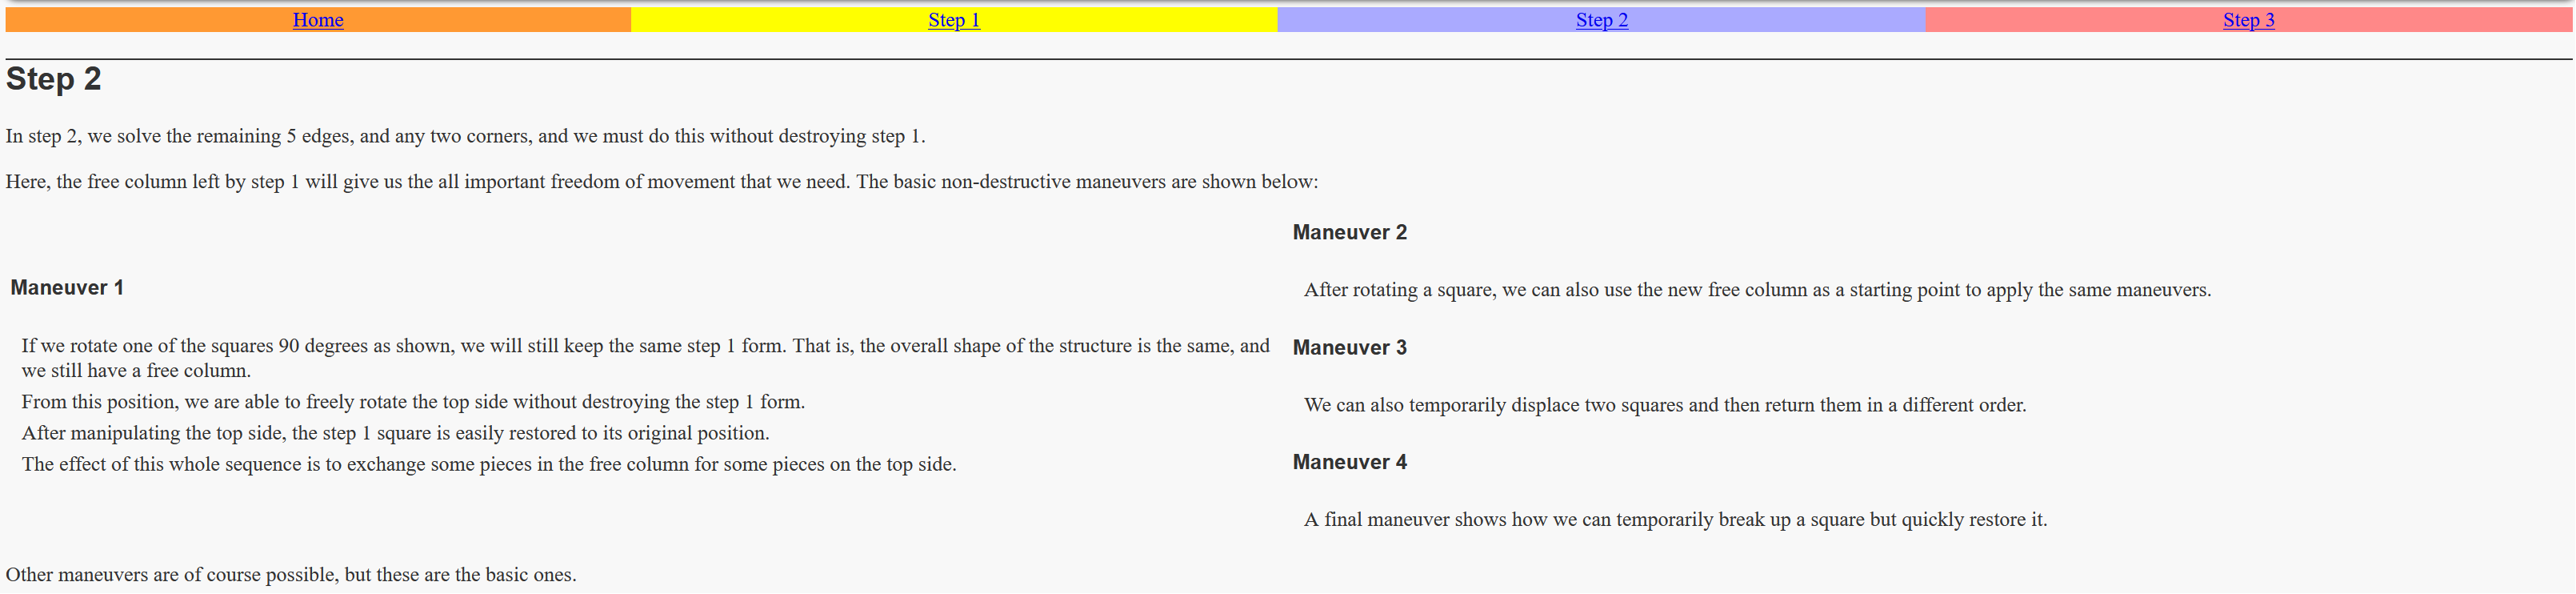 Home
Step 1
Step 2
Step 3
Step 2
In step 2, we solve the remaining 5 edges, and any two corners, and we must do this without destroying step 1.
Here, the free column left by step 1 will give us the all important freedom of movement that we need. The basic non-destructive maneuvers are shown below:
Maneuver 1
If we rotate one of the squares 90 degrees as shown, we will still keep the same step 1 form. That is, the overall shape of the structure is the same, and
we still have a free column.
From this position, we are able to freely rotate the top side without destroying the step 1 form.
After manipulating the top side, the step 1 square is easily restored to its original position.
The effect of this whole sequence is to exchange some pieces in the free column for some pieces on the top side.
Maneuver 2
After rotating a square, we can also use the new free column as a starting point to apply the same maneuvers.
Maneuver 3
We can also temporarily displace two squares and then return them in a different order.
Maneuver 4
A final maneuver shows how we can temporarily break up a square but quickly restore it.
Other maneuvers are of course possible, but these are the basic ones.